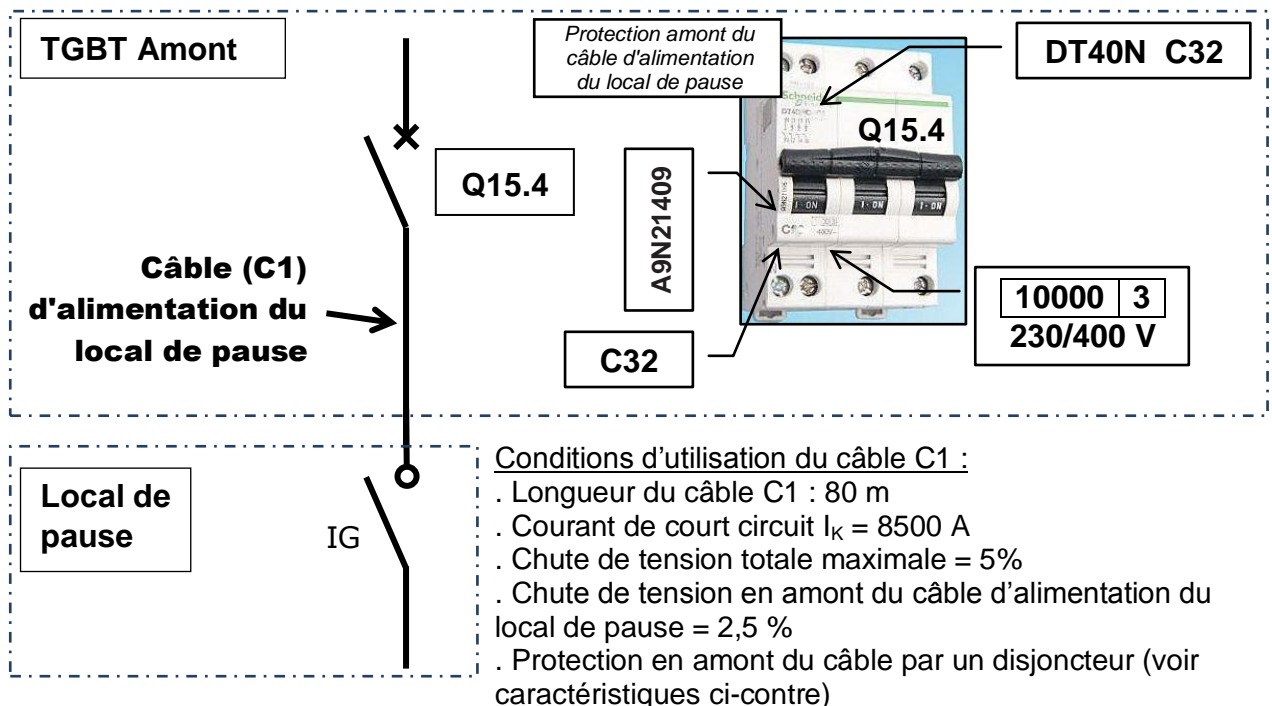 TGBT Amont
Protection amont du
câble d'alimentation
du local de pause
DT40N C32
Schneide
Q15.4
Q15.4
A9N21409
I - ON
I - ON
I - ON
Câble (C1)
d'alimentation du
local de pause
C32
10000 3
230/400 V
Local de
pause
IG
Conditions d'utilisation du câble C1 :
. Longueur du câble C1 : 80 m
. Courant de court circuit IK = 8500 A
. Chute de tension totale maximale = 5%
. Chute de tension en amont du câble d'alimentation du
local de pause = 2,5 %
. Protection en amont du câble par un disjoncteur (voir
caractéristiques ci-contre)